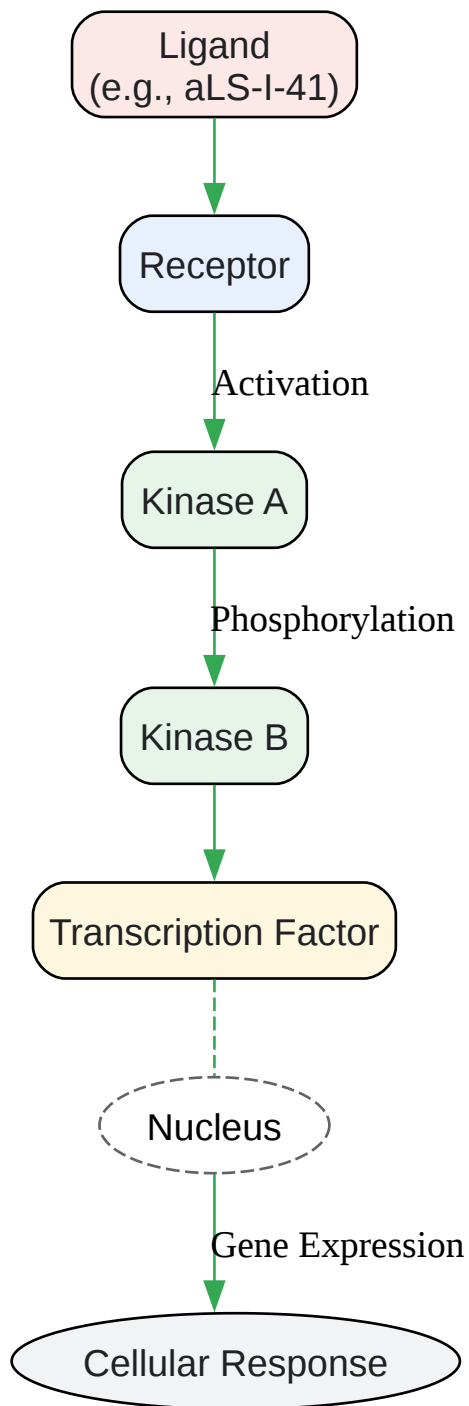 Ligand
(e.g., aLS-I-41)
Receptor
Activation
Kinase A
Phosphorylation
Kinase B
Transcription Factor
Nucleus
Gene Expression
Cellular Response